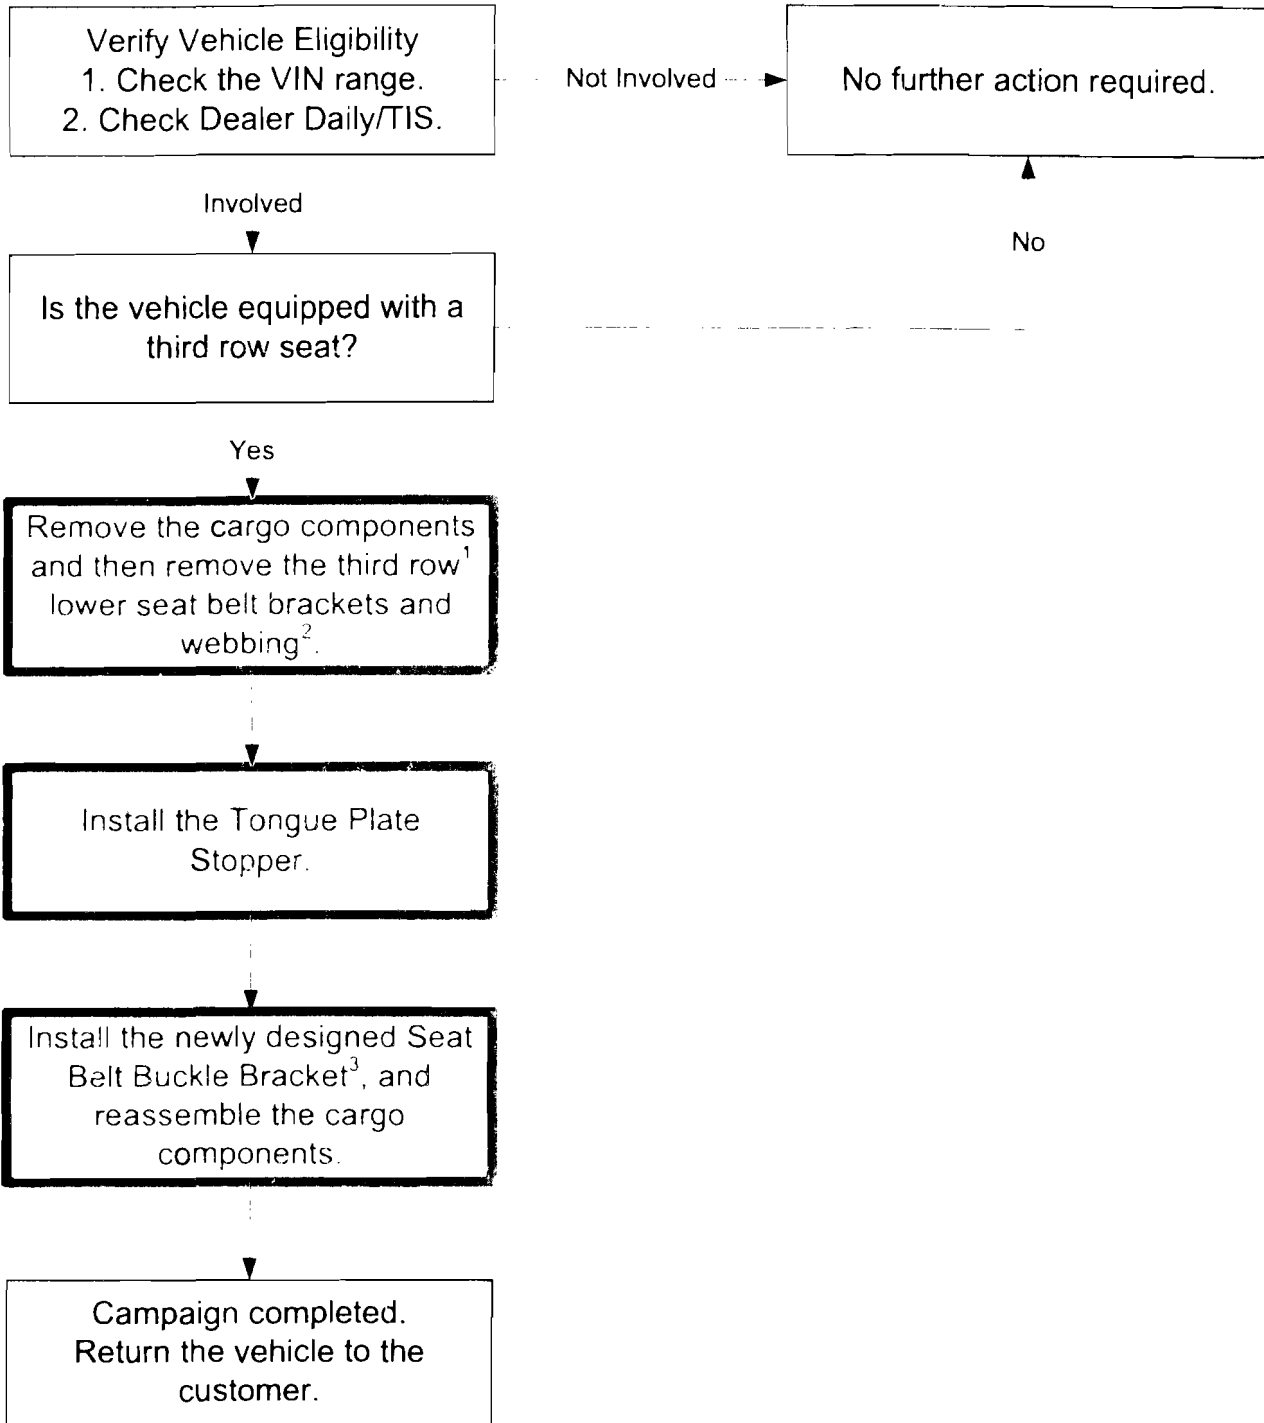 Verify Vehicle Eligibility
1. Check the VIN range.
2. Check Dealer Daily/TIS.
Not Involved
No further action required.
Involved
No
Is the vehicle equipped with a
third row seat?
Yes
Remove the cargo components
and then remove the third row¹
lower seat belt brackets and
webbing².
Install the Tongue Plate
Stopper.
Install the newly designed Seat
Belt Buckle Bracket³, and
reassemble the cargo
components.
Campaign completed.
Return the vehicle to the
customer.